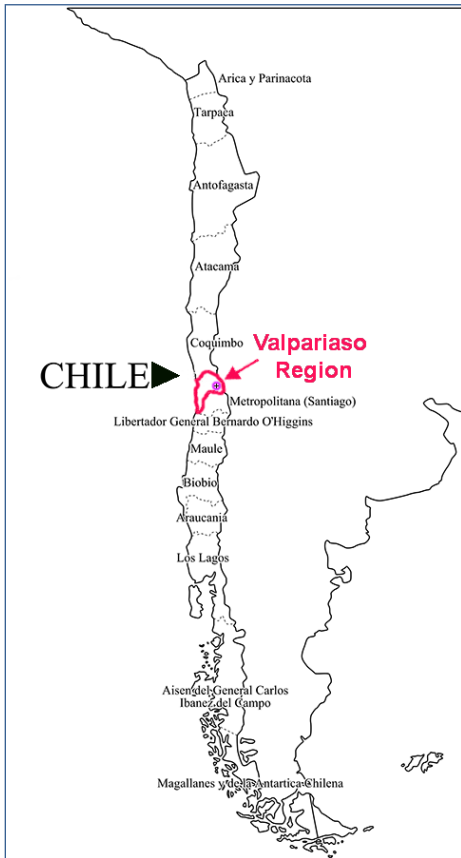 Arica y Parinacota
Tarpaca
Antofagasta
Atacama
Coquimbo
Valpariaso
Region
CHILE
Metropolitana (Santiago)
Libertador General Bernardo O'Higgins
Maule
Biobio
Araucania
Los Lagos
Aisen del General Carlos
Ibanez del Campo
Magallanes y de la Antartica Chilena